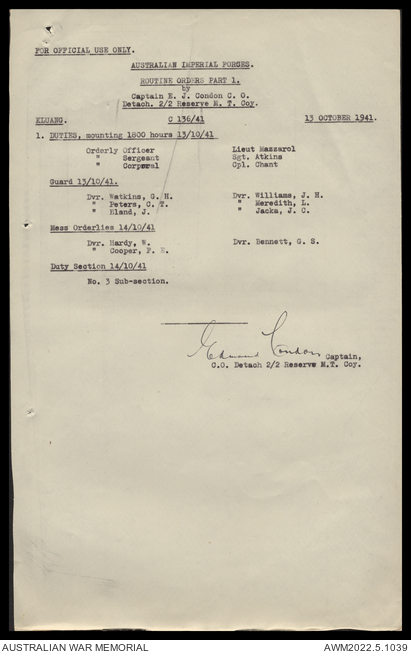 FOR OFFICIAL USE ONLY.
AUSTRALIAN IMPERIAL FORCES.
ROUTINE ORDERS PART 1.
by
Captain E. J. Condon C. O.
Detach. 2/2 Reserve M. T. Coy.
KLUANG. C 136/41 13 OCTOBER 1941.
1. DUTIES, mounting 1800 hours 13/10/41
Orderly Officer Lieut Mazzarol
" Sergeant Sgt. Atkins
" Corporal Cpl. Chant
Guard 13/10/41.
Dvr. Watkins, G. H. Dvr. Williams, J. H.
" Peters, C. T. " Meredith, L.
" Bland, J. " Jacka, J. C.
Mess Orderlies 14/10/41
Dvr. Hardy, W. Dvr. Bennett, G. S.
" Cooper, F.
Duty Section 14/10/41
No. 3 Sub-section.
Edward Condon Captain,
C.O. Detach 2/2 Reserve M.T. Coy.
AUSTRALIAN WAR MEMORIAL AWM2022.5.1039